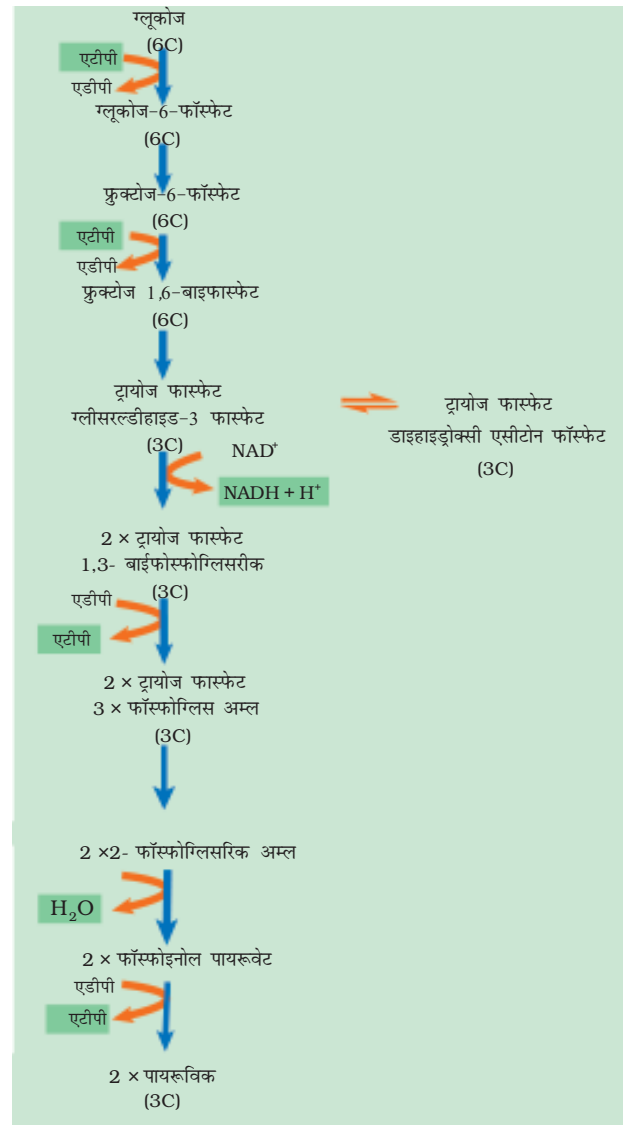 ग्लूकोज
(6C)
एटीपी
एडीपी
ग्लूकोज-6-फॉस्फेट
(6C)
फ्रुक्टोज-6-फॉस्फेट
(6C)
एटीपी
एडीपी
फ्रुक्टोज 1,6-बाइफास्फेट
(6C)
ट्रायोज फास्फेट
ग्लीसरल्डीहाइड-3 फास्फेट
(3C)
ट्रायोज फास्फेट
डाइहाइड्रोक्सी एसीटोन फॉस्फेट
(3C)
NAD⁺
NADH + H⁺
2 × ट्रायोज फास्फेट
1,3- बाईफोस्फोग्लिसरीक
(3C)
एडीपी
एटीपी
2 × ट्रायोज फास्फेट
3 × फॉस्फोग्लिस अम्ल
(3C)
2 ×2- फॉस्फोग्लिसरिक अम्ल
H₂O
2 × फॉस्फोइनोल पायरूवेट
एडीपी
एटीपी
2 × पायरूविक
(3C)